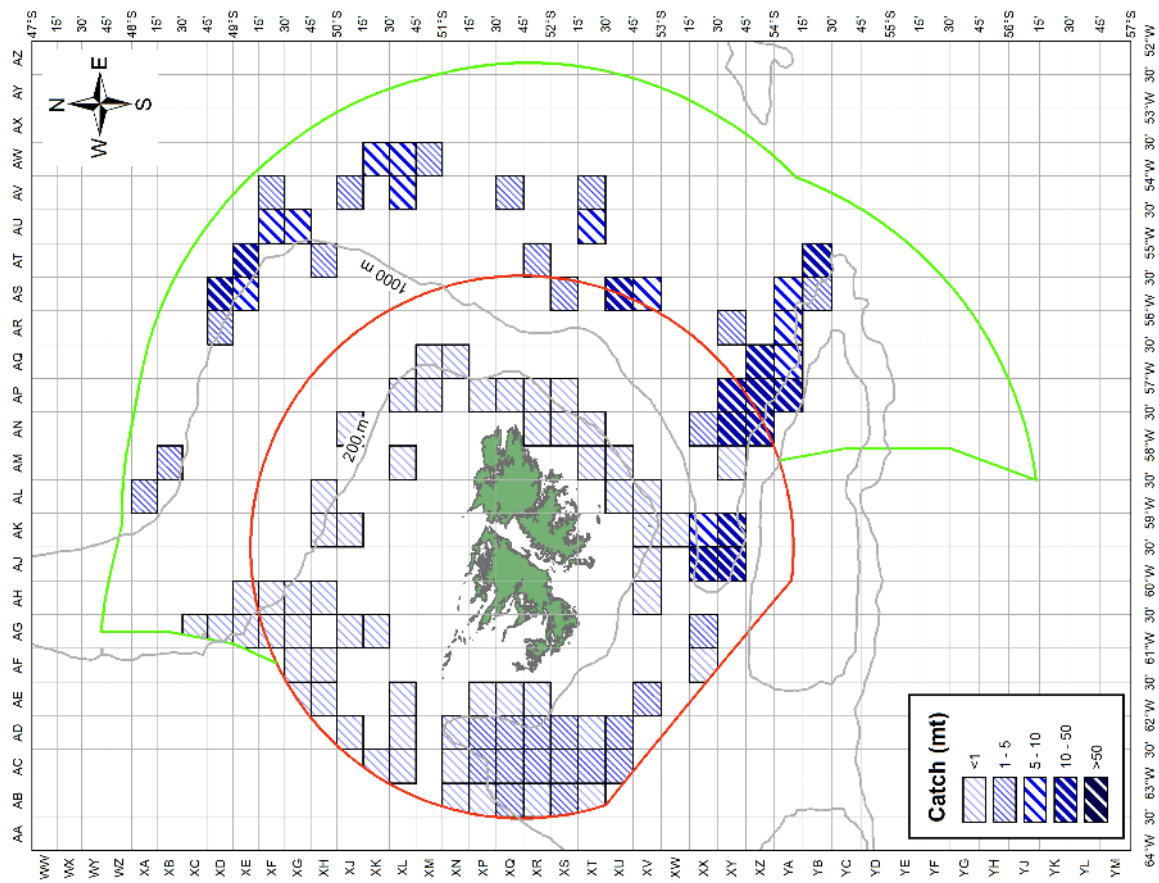 47°S 15' 30' 45' 48°S 15' 30' 45' 49°S 15' 30' 45' 50°S 15' 30' 45' 51°S 15' 30' 45' 52°S 15' 30' 45' 53°S 15' 30' 45' 54°S 15' 30' 45' 55°S 15' 30' 45' 56°S 15' 30' 45' 57°S
AA AB AC AD AE AF AG AH AJ AK AL AM AN AP AQ AR AS AT AU AV AW AX AY AZ
N
W E
S
1000 m
200 m
Catch (mt)
<1
1 - 5
5 - 10
10 - 50
>50
WW WX WY WZ XA XB XC XD XE XF XG XH XJ XK XL XM XN XP XQ XR XS XT XU XV XW XX XY XZ YA YB YC YD YE YF YG YH YJ YK YL YM
64°W 30' 63°W 30' 62°W 30' 61°W 30' 60°W 30' 59°W 30' 58°W 30' 57°W 30' 56°W 30' 55°W 30' 54°W 30' 53°W 30' 52°W